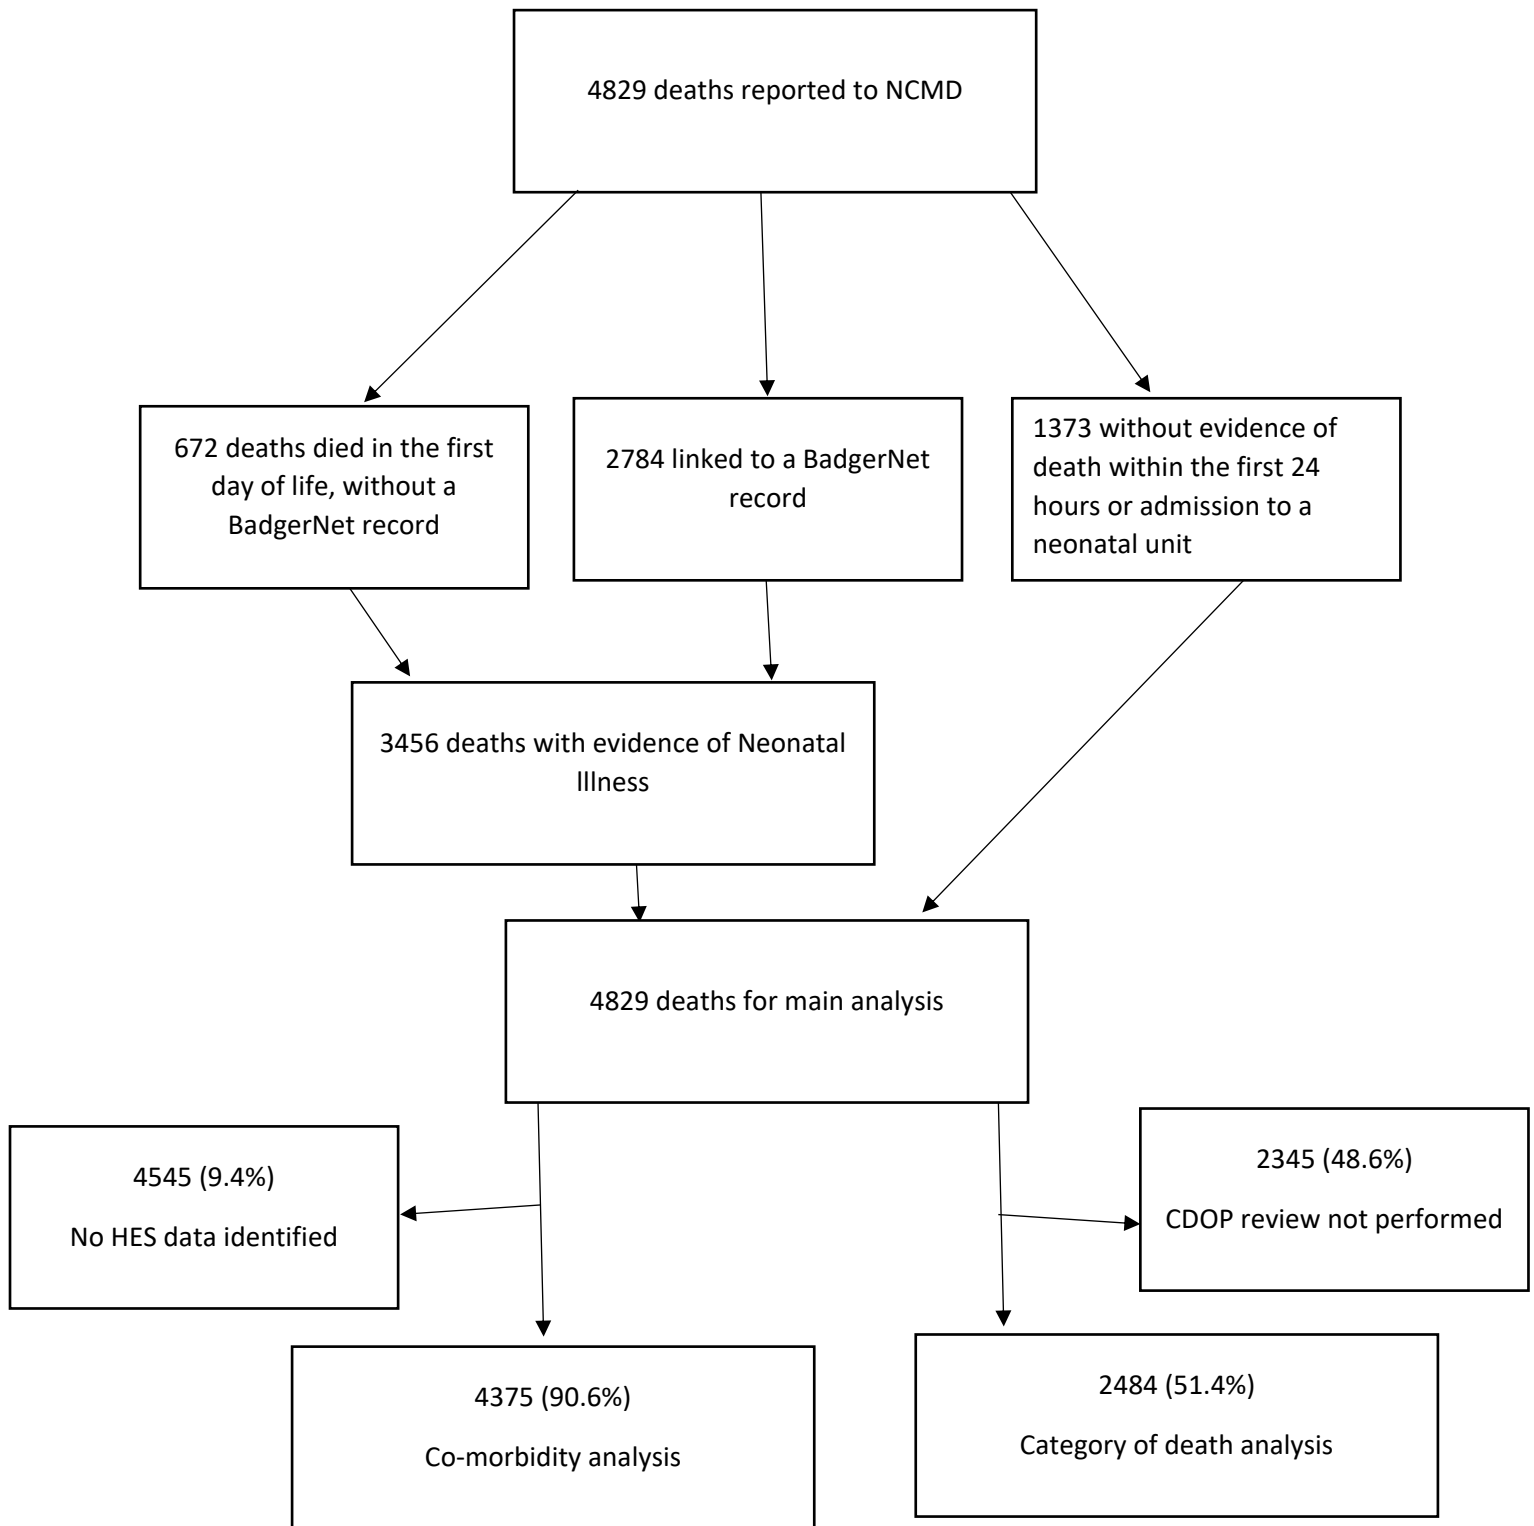 4829 deaths reported to NCMD
672 deaths died in the first
day of life, without a
BadgerNet record
2784 linked to a BadgerNet
record
1373 without evidence of
death within the first 24
hours or admission to a
neonatal unit
3456 deaths with evidence of Neonatal
Illness
4829 deaths for main analysis
4545 (9.4%)
No HES data identified
2345 (48.6%)
CDOP review not performed
4375 (90.6%)
Co-morbidity analysis
2484 (51.4%)
Category of death analysis